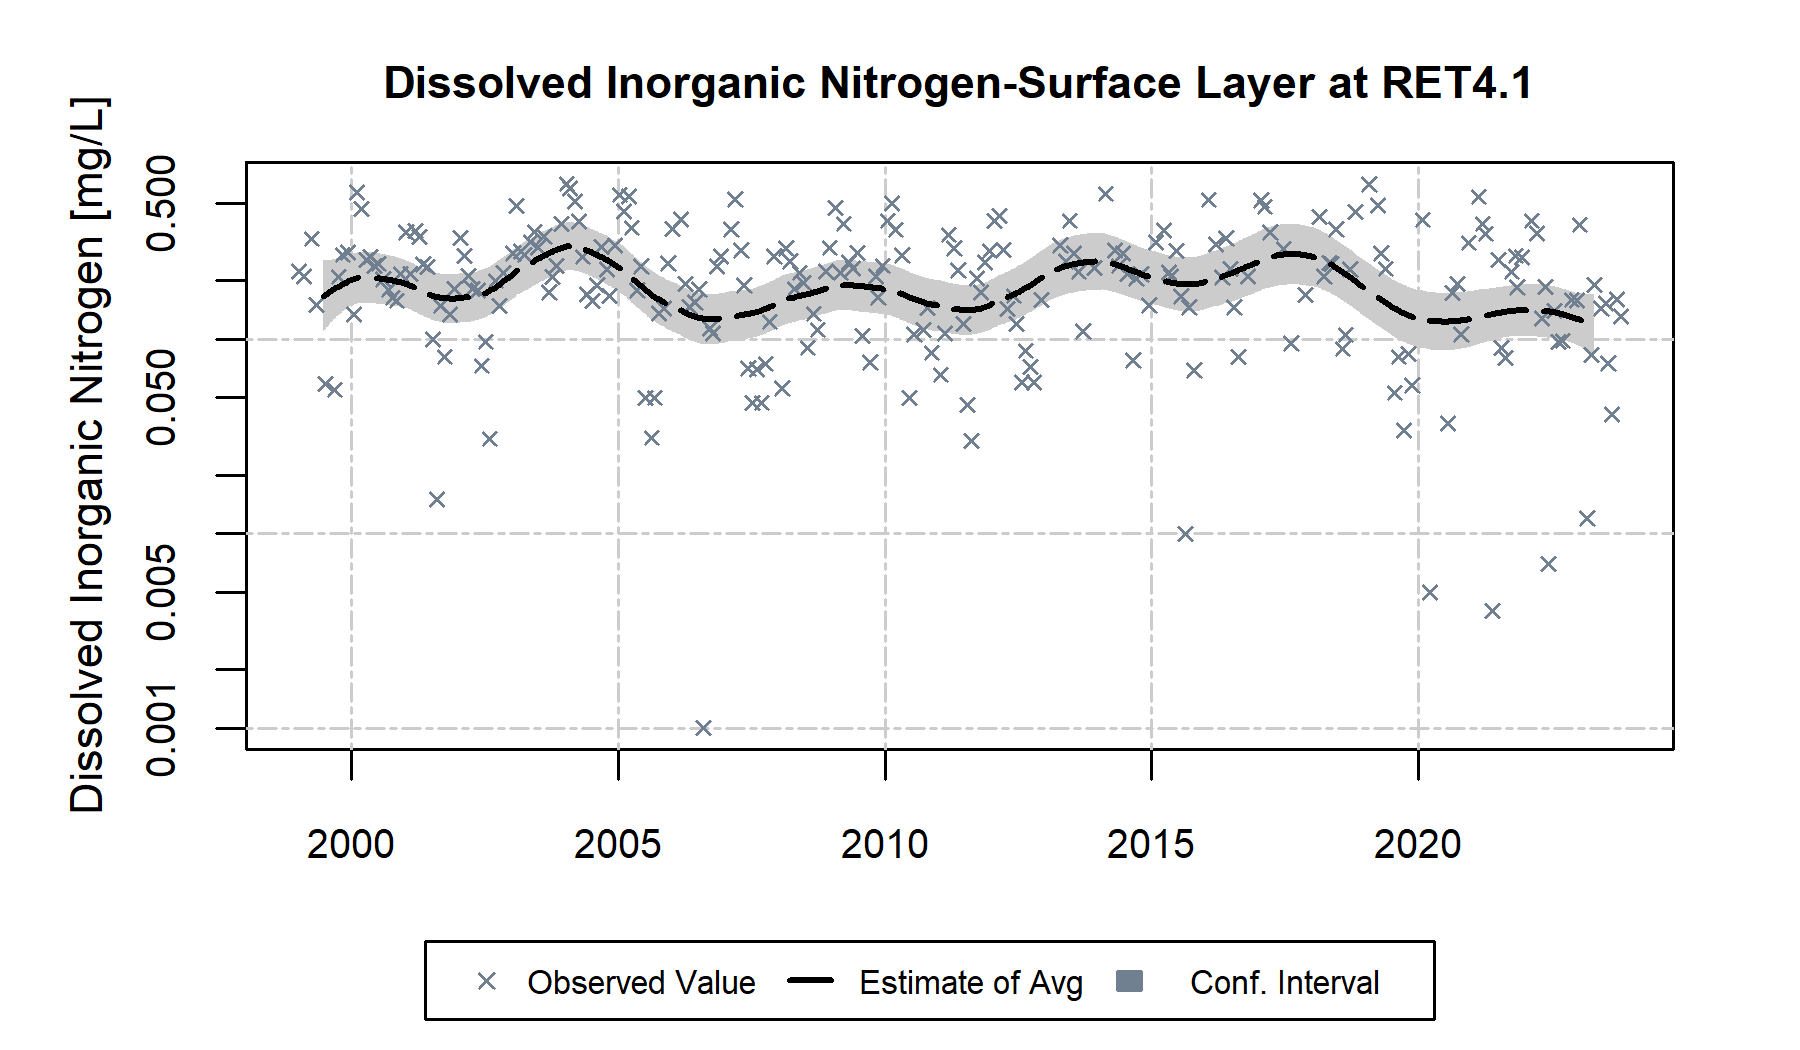 Dissolved Inorganic Nitrogen-Surface Layer at RET4.1
Dissolved Inorganic Nitrogen [mg/L]
0.500
0.050
0.005
0.001
2000 2005 2010 2015 2020
Observed Value Estimate of Avg Conf. Interval